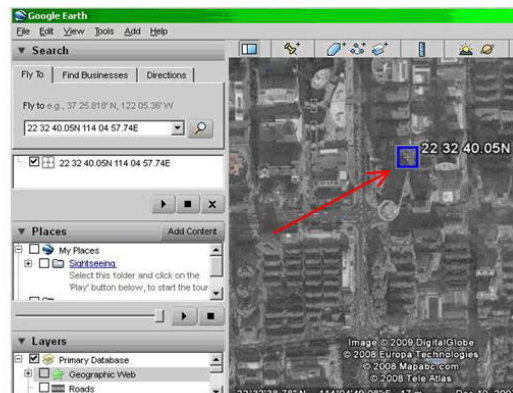 Google Earth
File Edit View Tools Add Help
▼ Search
Fly To Find Businesses Directions
Fly to e.g., 37 25.818' N, 122 05.36' W
22 32 40.05N 114 04 57.74E
22 32 40.05N 114 04 57.74E
▼ Places Add Content
My Places
Sightseeing
Select this folder and click on the
'Play' button below, to start the tour
▼ Layers
Primary Database
Geographic Web
Roads
22 32 40.05N
Image © 2009 DigitalGlobe
© 2008 Europa Technologies
© 2008 Mapabc.com
© 2008 Tele Atlas